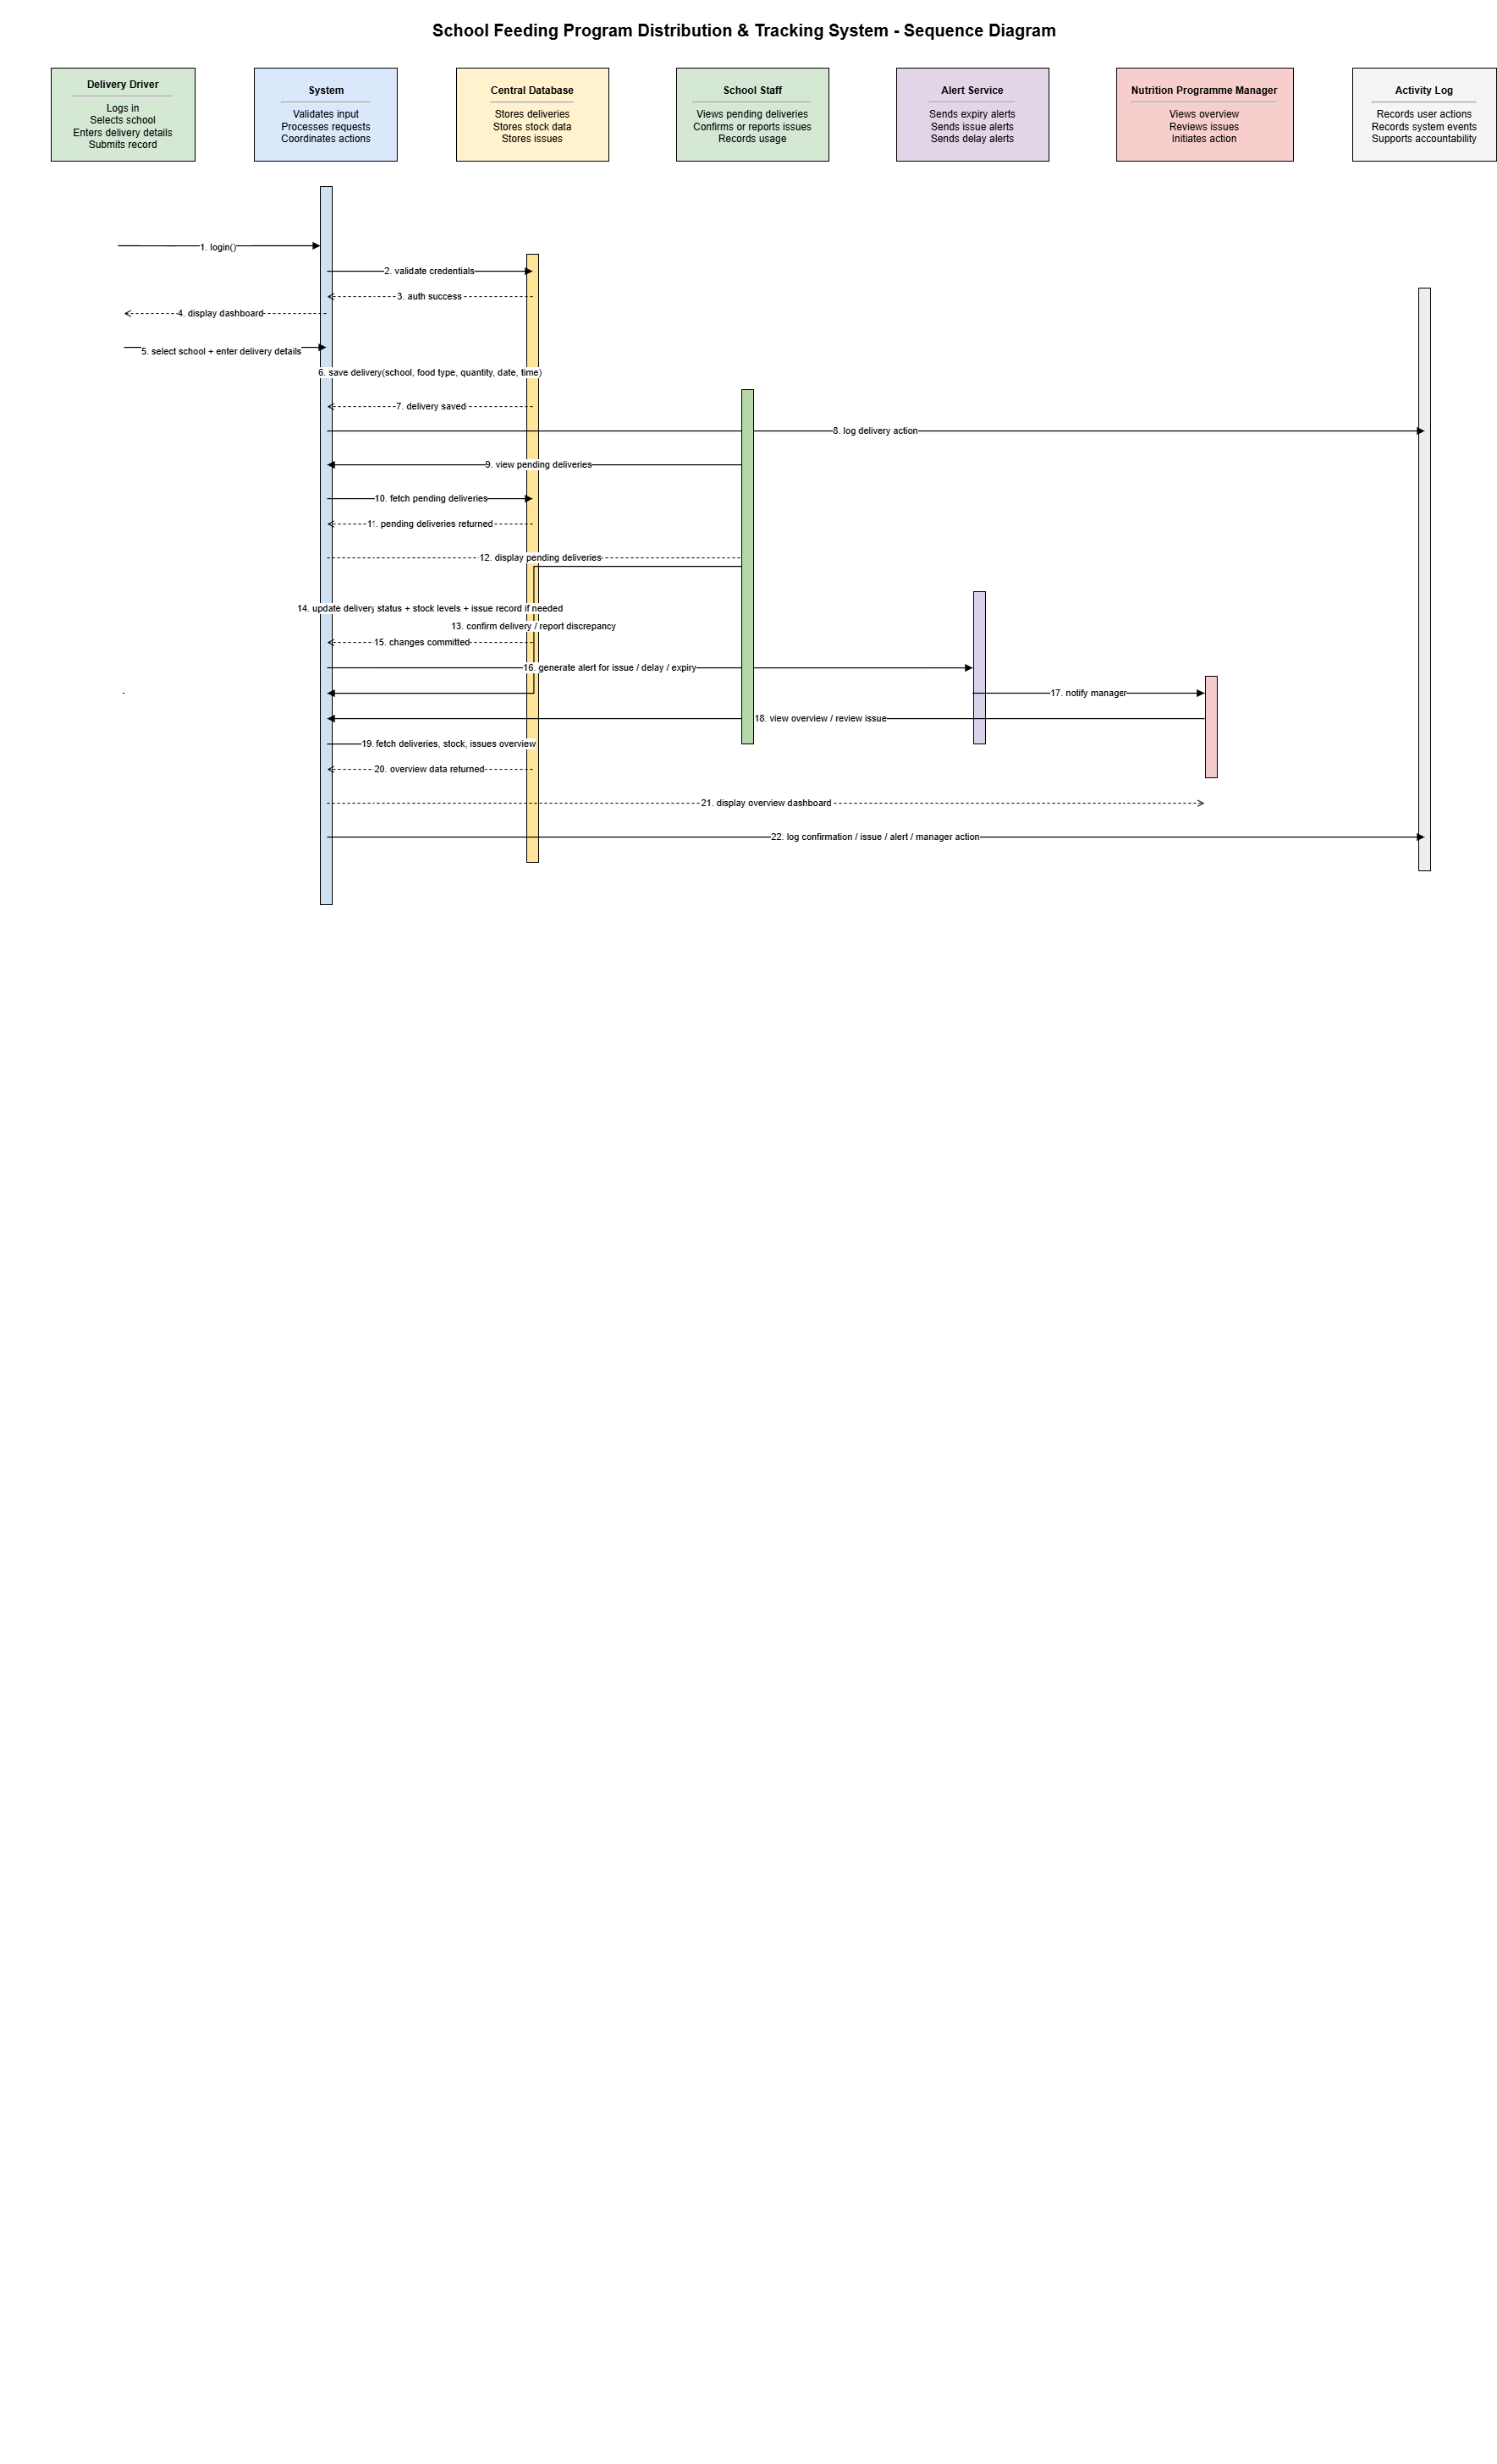 School Feeding Program Distribution & Tracking System - Sequence Diagram
Delivery Driver
Logs in
Selects school
Enters delivery details
Submits record
System
Validates input
Processes requests
Coordinates actions
Central Database
Stores deliveries
Stores stock data
Stores issues
School Staff
Views pending deliveries
Confirms or reports issues
Records usage
Alert Service
Sends expiry alerts
Sends issue alerts
Sends delay alerts
Nutrition Programme Manager
Views overview
Reviews issues
Initiates action
Activity Log
Records user actions
Records system events
Supports accountability
1. login()
2. validate credentials
3. auth success
4. display dashboard
5. select school + enter delivery details
6. save delivery(school, food type, quantity, date, time)
7. delivery saved
8. log delivery action
9. view pending deliveries
10. fetch pending deliveries
11. pending deliveries returned
12. display pending deliveries
14. update delivery status + stock levels + issue record if needed
13. confirm delivery / report discrepancy
15. changes committed
16. generate alert for issue / delay / expiry
17. notify manager
18. view overview / review issue
19. fetch deliveries, stock, issues overview
20. overview data returned
21. display overview dashboard
22. log confirmation / issue / alert / manager action